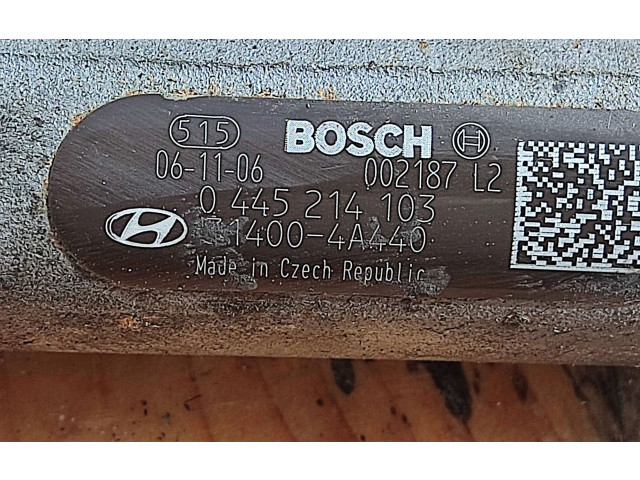 515 BOSCH
06-11-06 002187 L2
0 445 214 103
1400-4A440
Made in Czech Republic